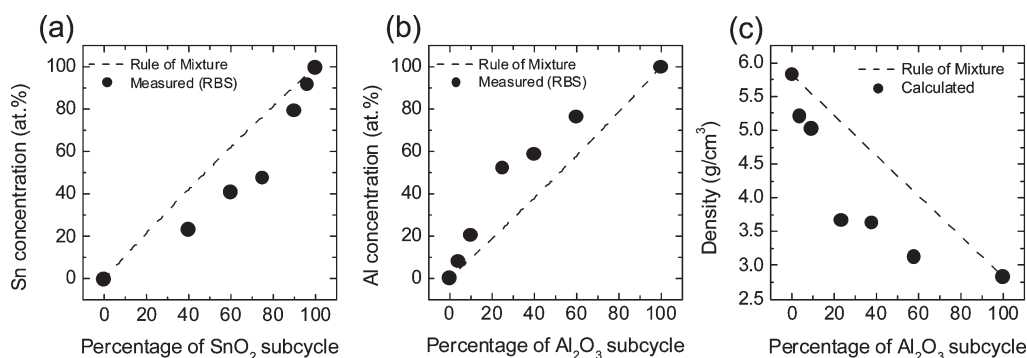 (a)
Rule of Mixture
Measured (RBS)
Sn concentration (at.%)
100
80
60
40
20
0
0 20 40 60 80 100
Percentage of SnO₂ subcycle
(b)
Rule of Mixture
Measured (RBS)
Al concentration (at.%)
100
80
60
40
20
0
0 20 40 60 80 100
Percentage of Al₂O₃ subcycle
(c)
Rule of Mixture
Calculated
Density (g/cm³)
6.0
5.5
5.0
4.5
4.0
3.5
3.0
2.5
0 20 40 60 80 100
Percentage of Al₂O₃ subcycle